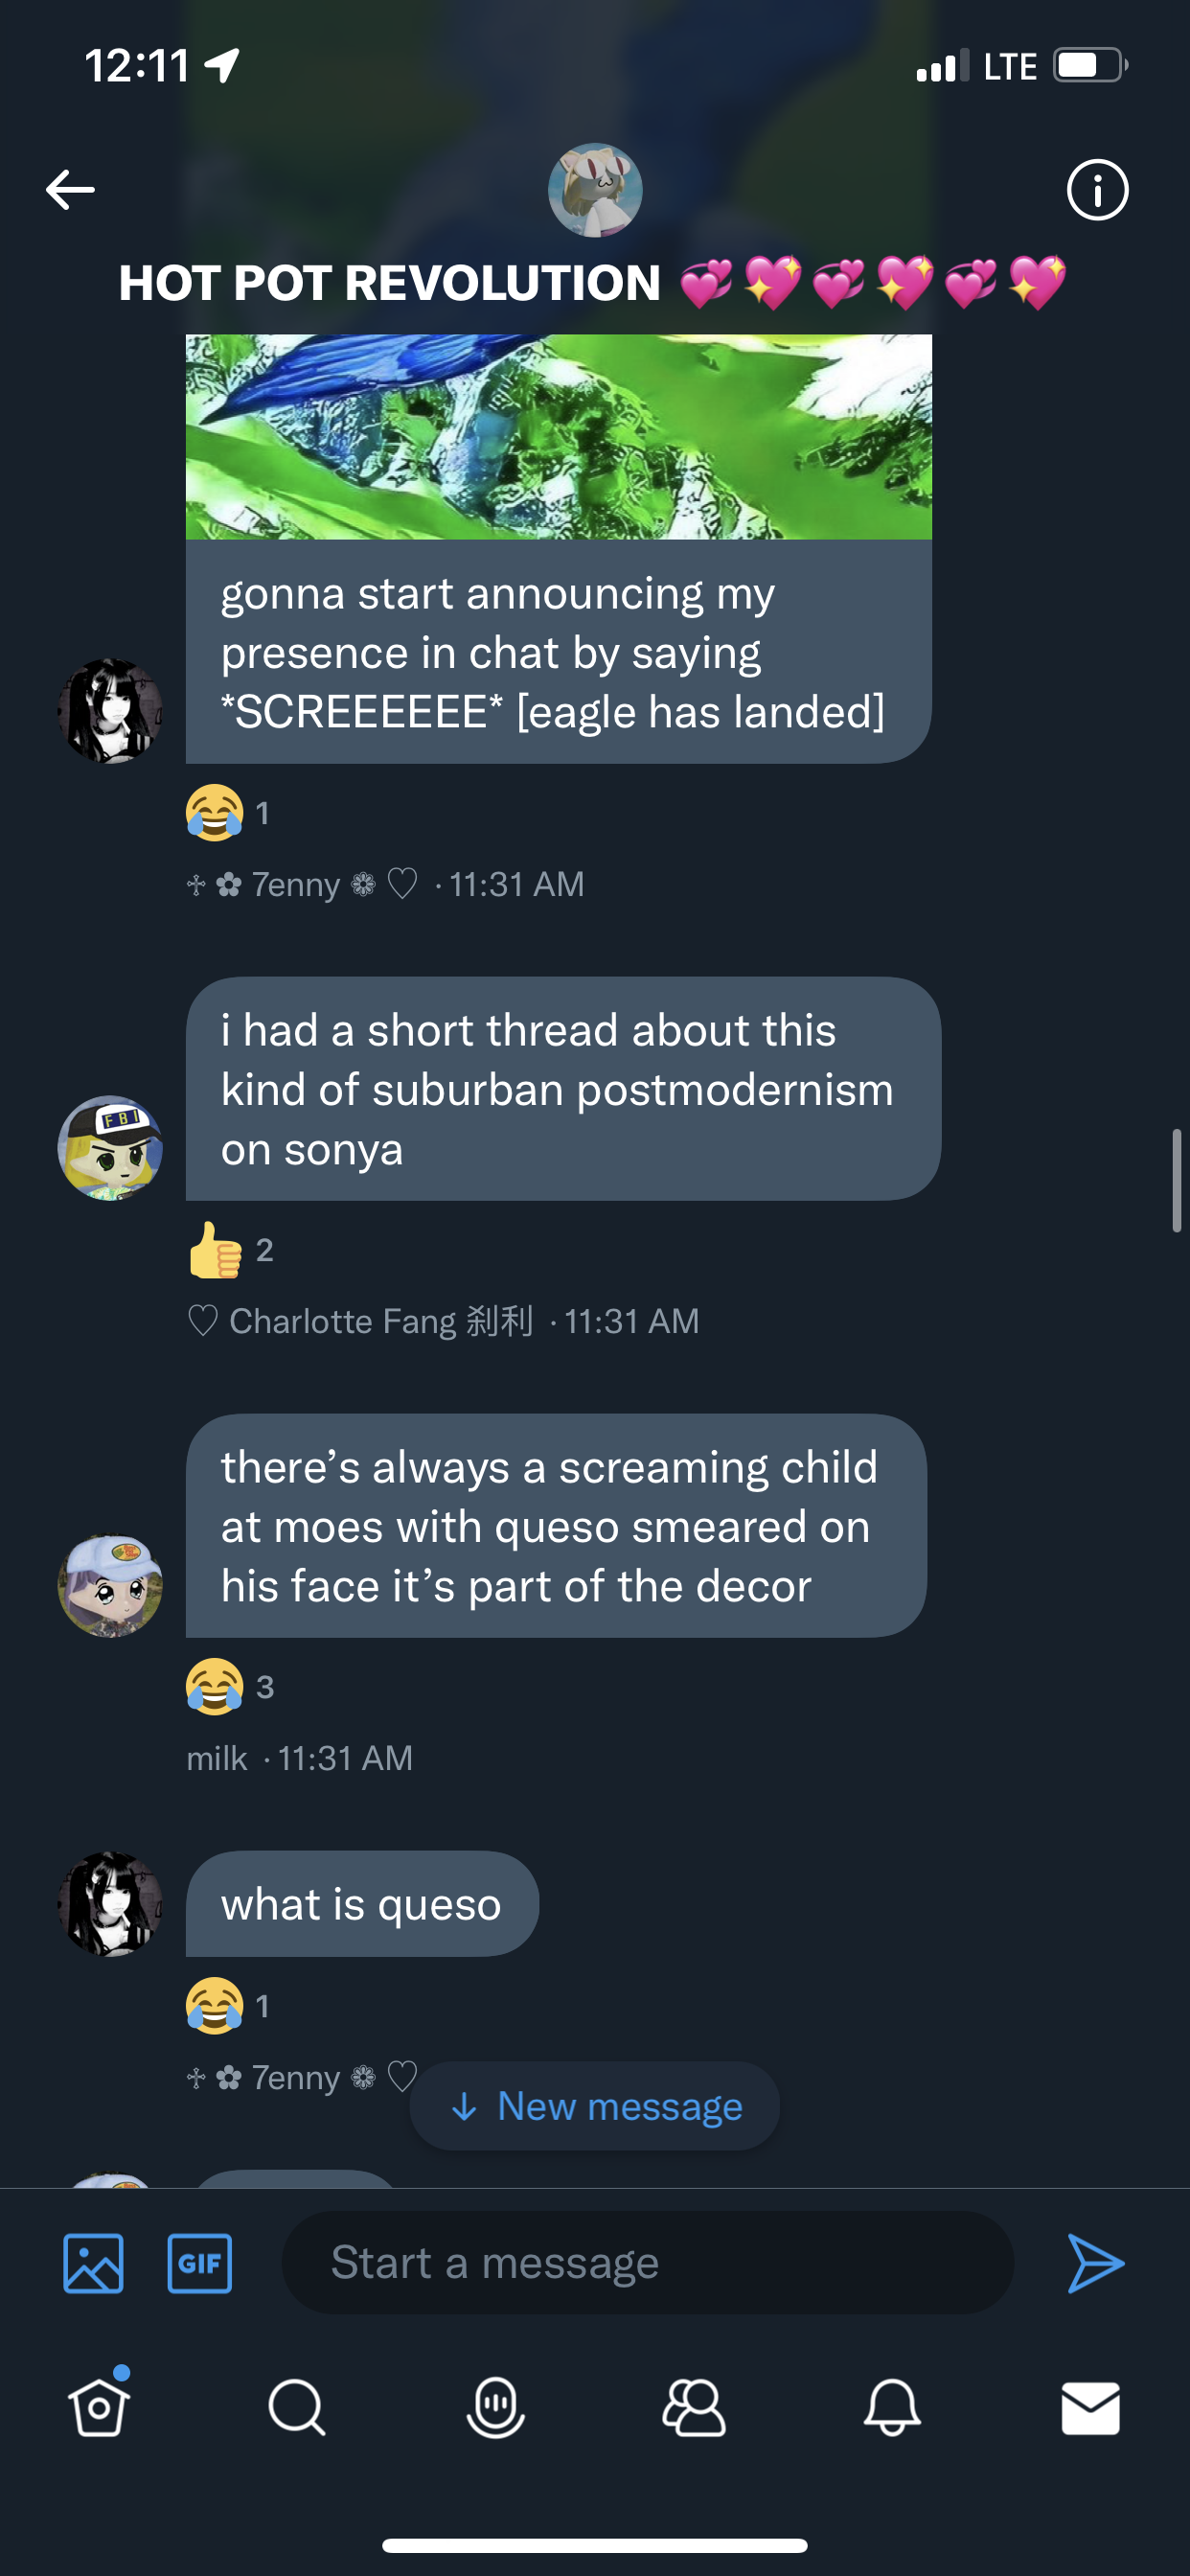 12:11
LTE
HOT POT REVOLUTION 💞💖💞💖💞💖
gonna start announcing my
presence in chat by saying
*SCREEEEEE* [eagle has landed]
😂 1
♱ ✿ 7enny ❁ ♡ · 11:31 AM
i had a short thread about this
kind of suburban postmodernism
on sonya
FBI
👍 2
♡ Charlotte Fang 刹利 · 11:31 AM
there’s always a screaming child
at moes with queso smeared on
his face it’s part of the decor
😂 3
milk · 11:31 AM
what is queso
😂 1
♱ ✿ 7enny ❁ ♡
↓ New message
GIF
Start a message